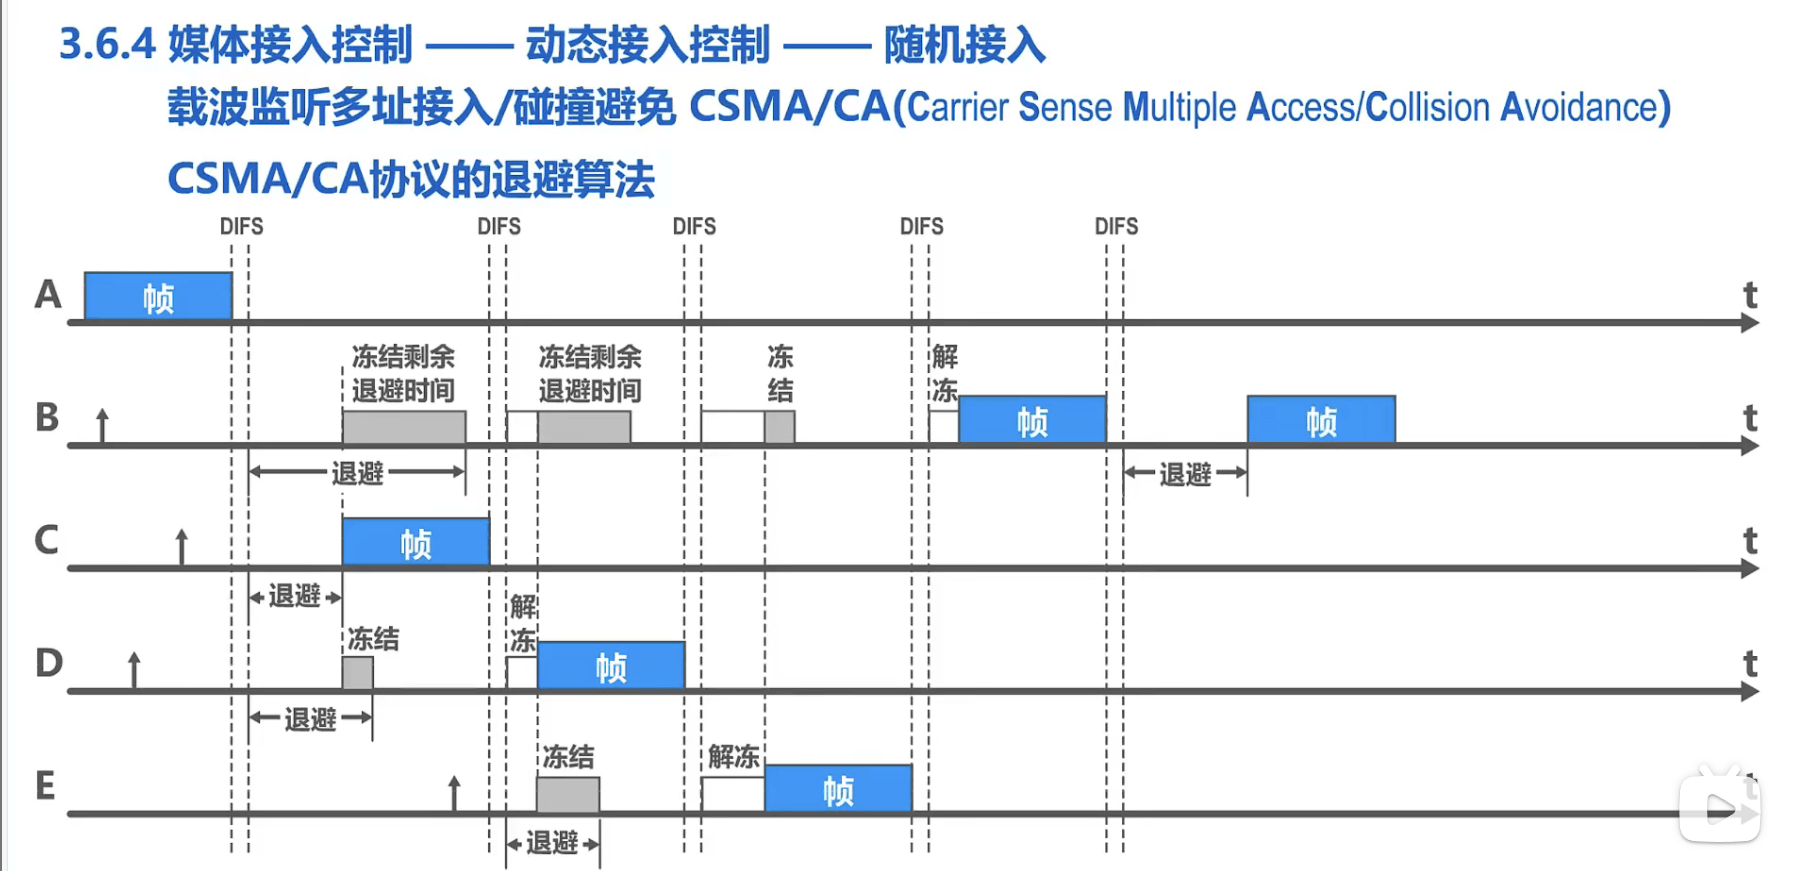 3.6.4 媒体接入控制 —— 动态接入控制 —— 随机接入
载波监听多址接入/碰撞避免 CSMA/CA(Carrier Sense Multiple Access/Collision Avoidance)
CSMA/CA协议的退避算法
DIFS DIFS DIFS DIFS DIFS
A 帧 t
冻结剩余 冻结剩余 冻 解
退避时间 退避时间 结 冻
B 帧 帧 t
退避 退避
C 帧 t
退避 解
冻结 冻
D 帧 t
退避
冻结 解冻
E 帧 t
退避